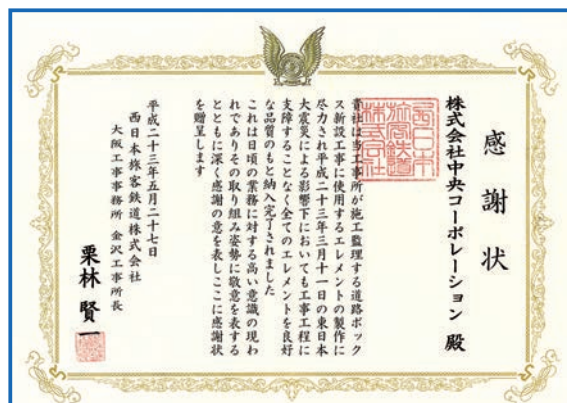 感謝状
株式会社中央コーポレーション 殿
貴社は当工事所が施工監理する道路ボック
ス新設工事に使用するエレメントの製作に
尽力され平成二十三年三月十一日の東日本
大震災による影響下においても工事工程に
支障することなく全てのエレメントを良好
な品質のもと納入完了されました
これは日頃の業務に対する高い意識の現わ
れでありその取り組み姿勢に敬意を表する
とともに深く感謝の意を表しここに感謝状
を贈呈します
平成二十三年五月二十七日
西日本旅客鉄道株式会社
大阪工事事務所 金沢工事所長
栗林 賢一
西日本
旅客鉄道
株式会社